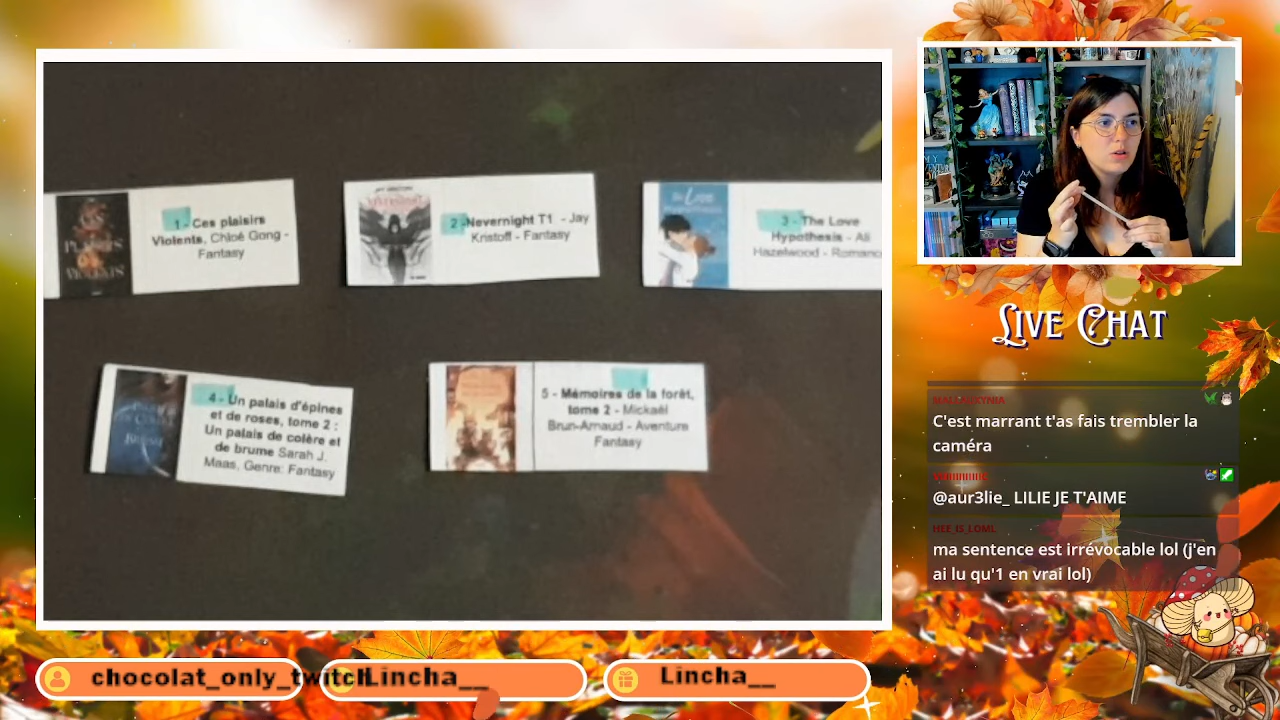 1 - Ces plaisirs
Violents, Chloé Gong -
Fantasy
2 -Nevernight T1 - Jay
Kristoff - Fantasy
3 - The Love
Hypothesis - Ali
Hazelwood - Romance
4 - Un palais d'épines
et de roses, tome 2 :
Un palais de colère et
de brume Sarah J.
Maas, Genre: Fantasy
5 - Mémoires de la forêt,
tome 2 - Mickaël
Brun-Arnaud - Aventure
Fantasy
LIVE CHAT
C'est marrant t'as fais trembler la
caméra
@aur3lie_ LILIE JE T'AIME
HEE_IS_LOML
ma sentence est irrévocable lol (j'en
ai lu qu'1 en vrai lol)
chocolat_only_twitch
Lincha__
Lincha__